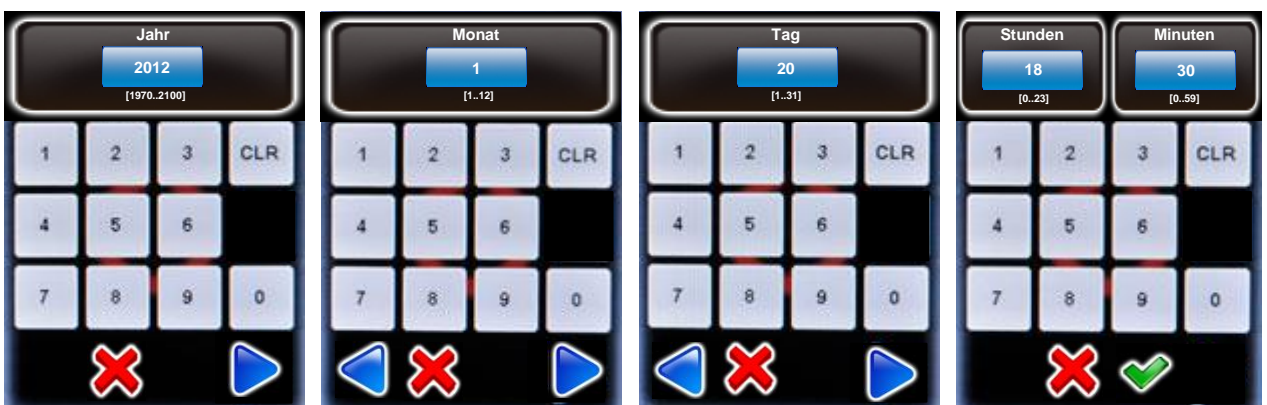 Jahr
2012
[1970..2100]
1 2 3 CLR
4 5 6
7 8 9 0
Monat
1
[1..12]
1 2 3 CLR
4 5 6
7 8 9 0
Tag
20
[1..31]
1 2 3 CLR
4 5 6
7 8 9 0
Stunden Minuten
18 30
[0..23] [0..59]
1 2 3 CLR
4 5 6
7 8 9 0